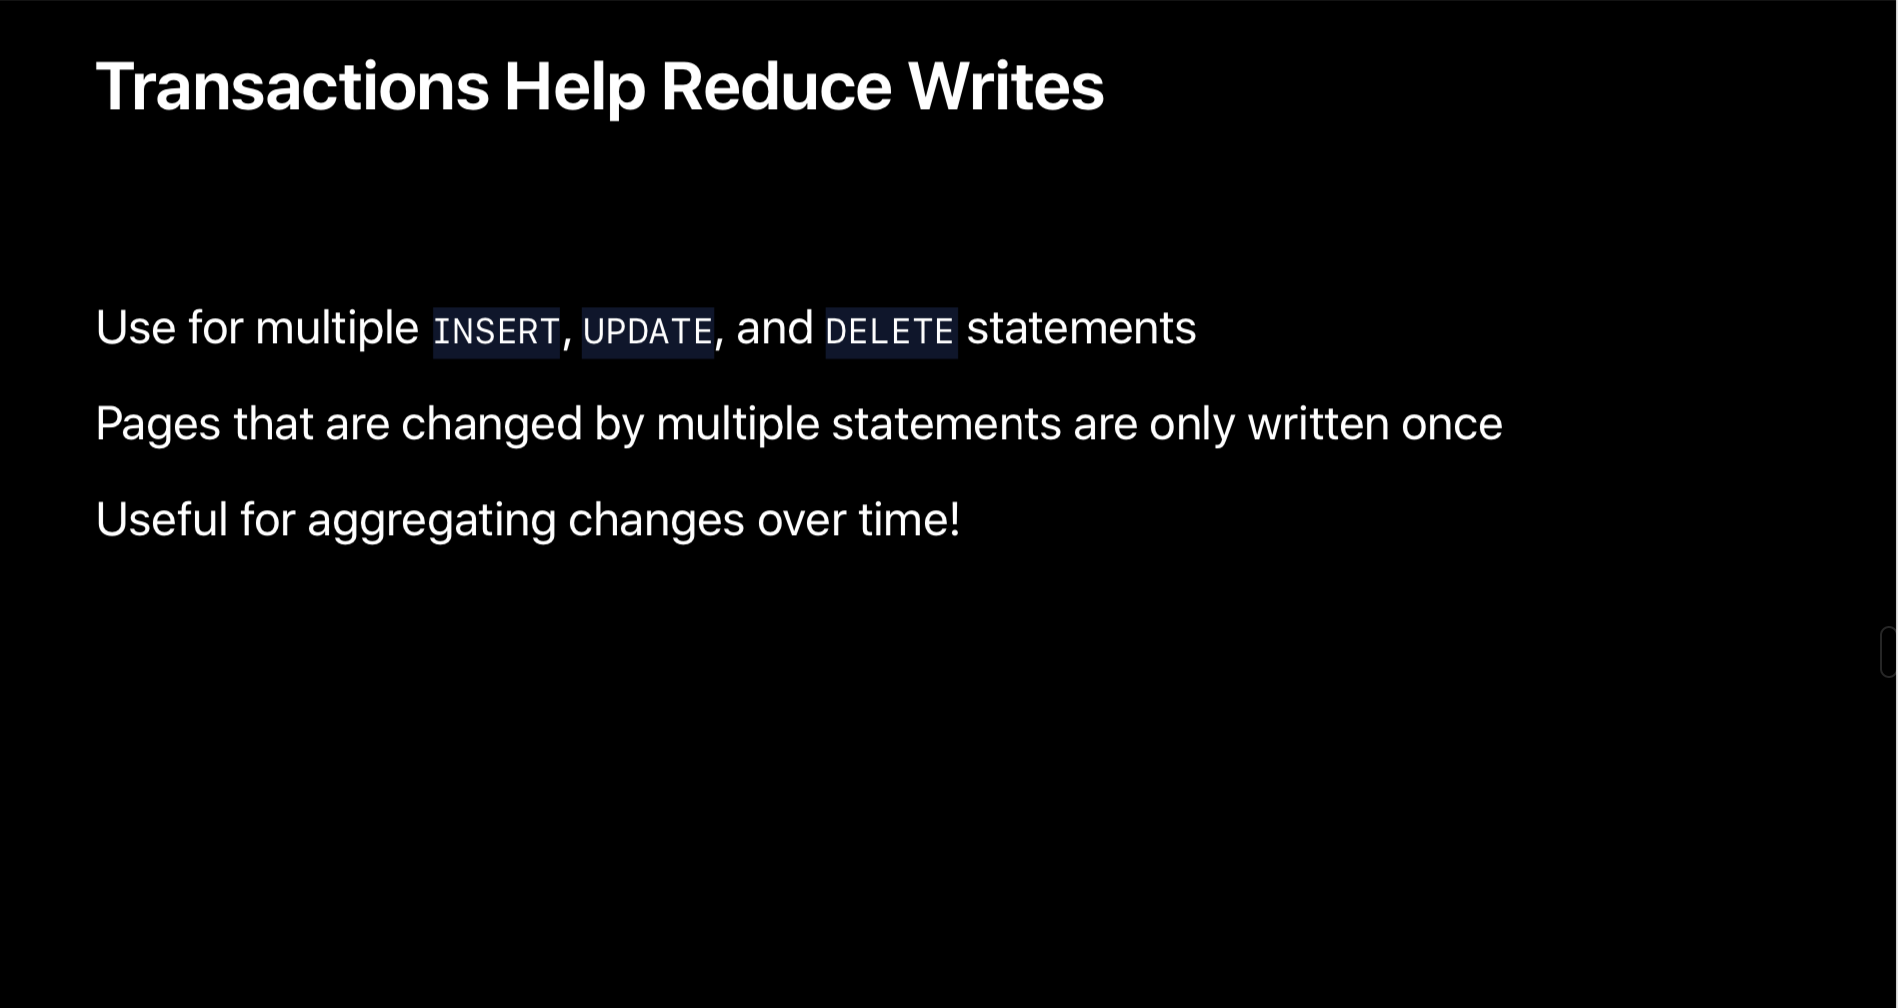 Transactions Help Reduce Writes
Use for multiple INSERT, UPDATE, and DELETE statements
Pages that are changed by multiple statements are only written once
Useful for aggregating changes over time!